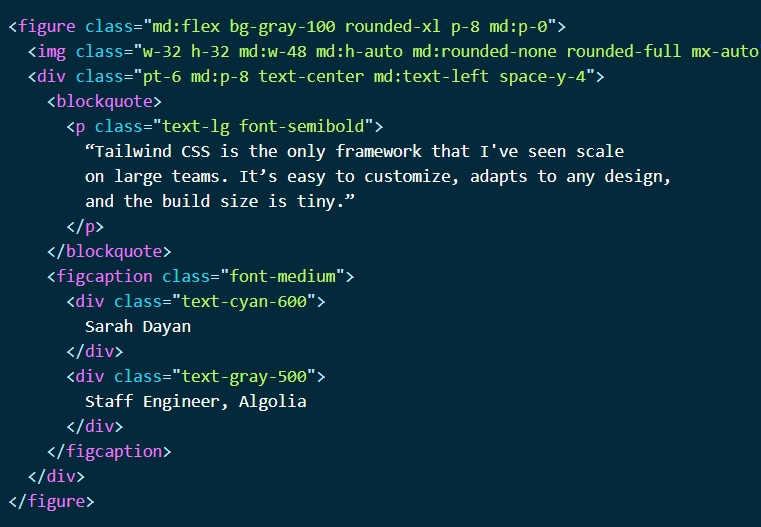 <figure class="md:flex bg-gray-100 rounded-xl p-8 md:p-0">
<img class="w-32 h-32 md:w-48 md:h-auto md:rounded-none rounded-full mx-auto
<div class="pt-6 md:p-8 text-center md:text-left space-y-4">
<blockquote>
<p class="text-lg font-semibold">
“Tailwind CSS is the only framework that I've seen scale
on large teams. It’s easy to customize, adapts to any design,
and the build size is tiny.”
</p>
</blockquote>
<figcaption class="font-medium">
<div class="text-cyan-600">
Sarah Dayan
</div>
<div class="text-gray-500">
Staff Engineer, Algolia
</div>
</figcaption>
</div>
</figure>